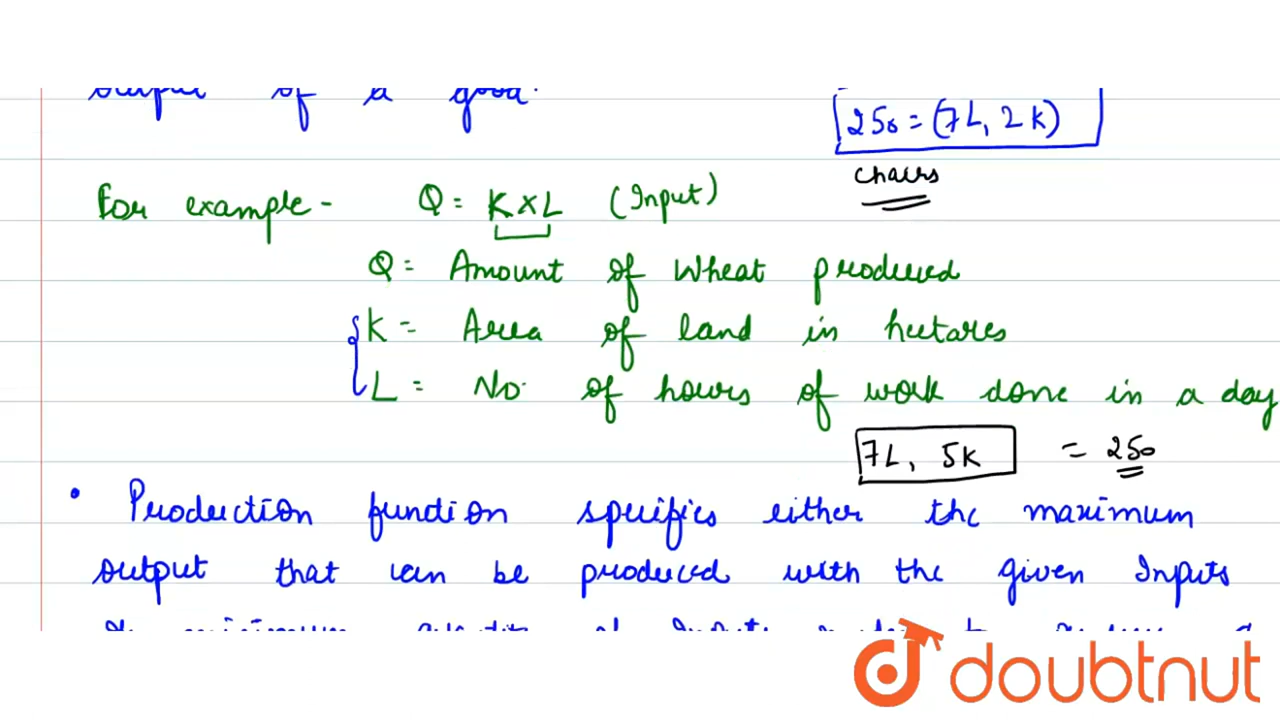 output of a good.
250 = (7L, 2K)
chairs
For example - Q = K×L (Input)
Q = Amount of Wheat produced
K = Area of land in hectares
L = No. of hours of work done in a day
7L, 5K = 250
• Production function specifies either the maximum
output that can be produced with the given Inputs
doubtnut